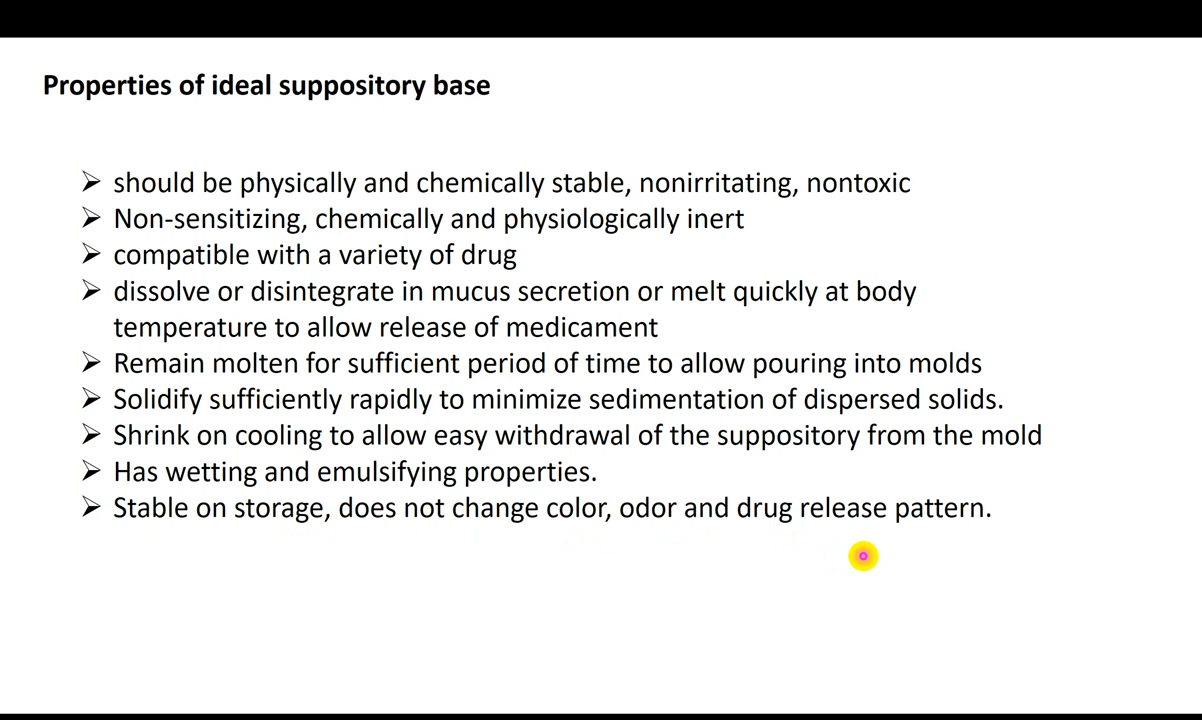 Properties of ideal suppository base
➢ should be physically and chemically stable, nonirritating, nontoxic
➢ Non-sensitizing, chemically and physiologically inert
➢ compatible with a variety of drug
➢ dissolve or disintegrate in mucus secretion or melt quickly at body
temperature to allow release of medicament
➢ Remain molten for sufficient period of time to allow pouring into molds
➢ Solidify sufficiently rapidly to minimize sedimentation of dispersed solids.
➢ Shrink on cooling to allow easy withdrawal of the suppository from the mold
➢ Has wetting and emulsifying properties.
➢ Stable on storage, does not change color, odor and drug release pattern.